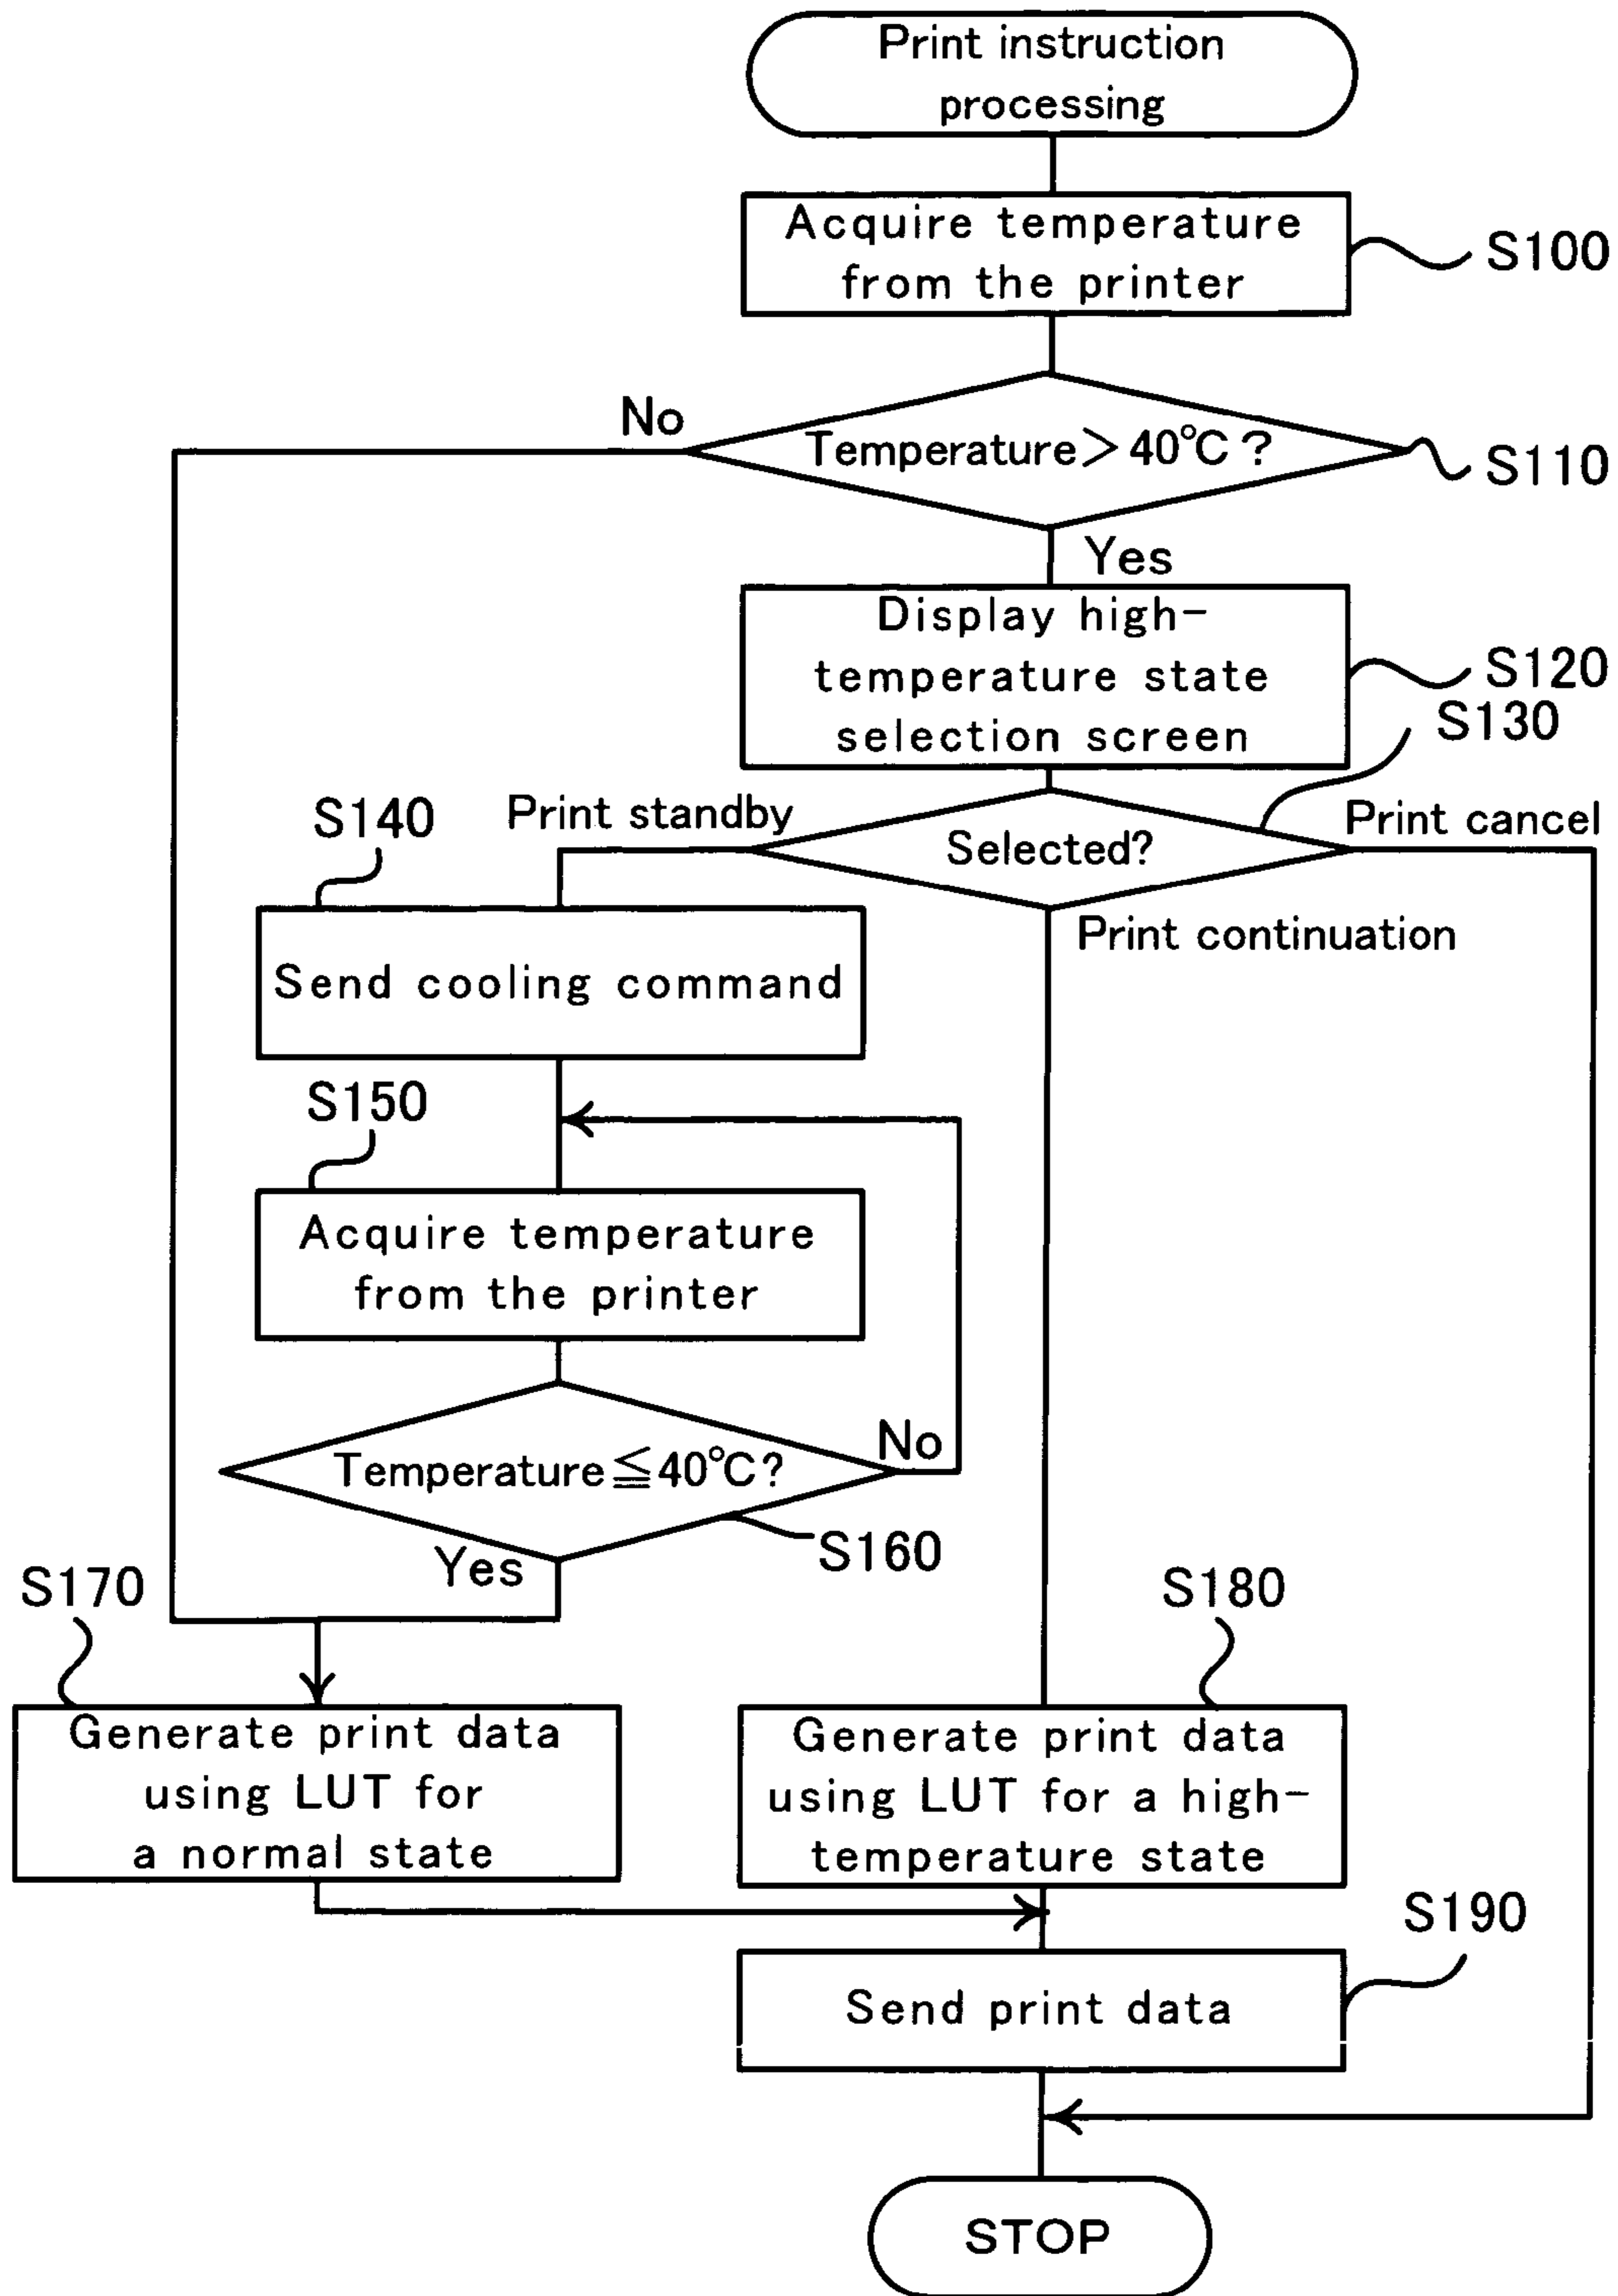 Print instruction
processing
Acquire temperature
from the printer
S100
No
Temperature > 40℃ ?
S110
Yes
Display high-
temperature state
selection screen
S120
S130
S140
Print standby
Selected?
Print cancel
Print continuation
Send cooling command
S150
Acquire temperature
from the printer
Temperature ≦ 40℃?
No
S160
Yes
S170
S180
Generate print data
using LUT for
a normal state
Generate print data
using LUT for a high-
temperature state
S190
Send print data
STOP